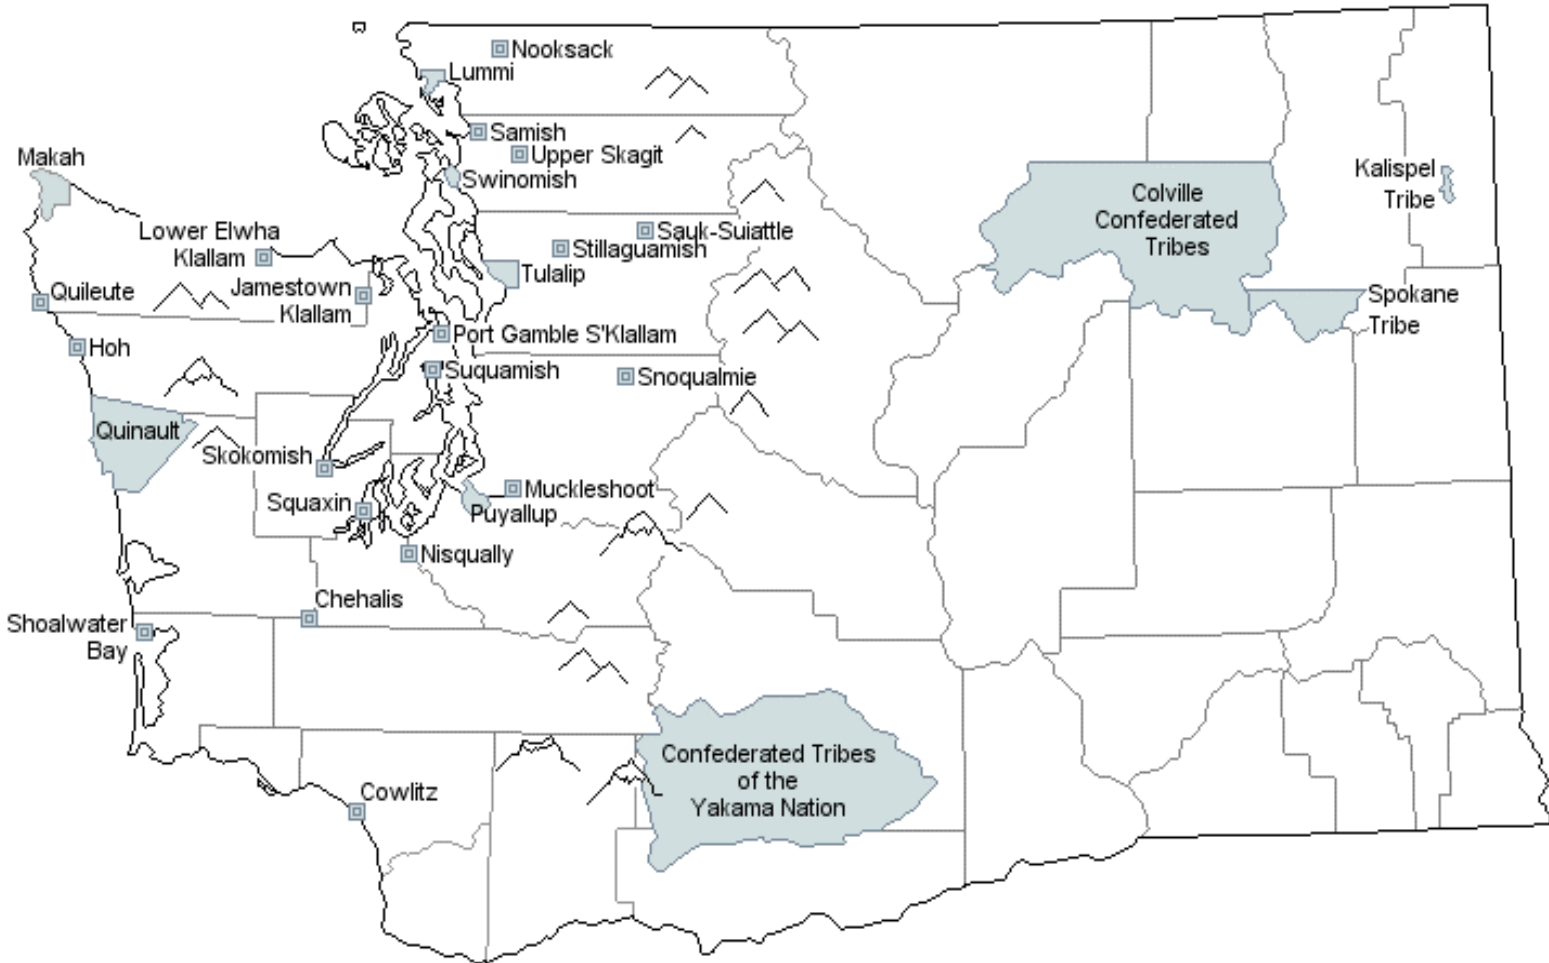 Nooksack
Lummi
Samish
Upper Skagit
Makah
Swinomish
Kalispel
Tribe
Colville
Confederated
Tribes
Lower Elwha
Klallam
Sauk-Suiattle
Stillaguamish
Tulalip
Quileute
Jamestown
Klallam
Spokane
Tribe
Port Gamble S'Klallam
Hoh
Suquamish
Snoqualmie
Quinault
Skokomish
Muckleshoot
Squaxin
Puyallup
Nisqually
Chehalis
Shoalwater
Bay
Confederated Tribes
of the
Yakama Nation
Cowlitz